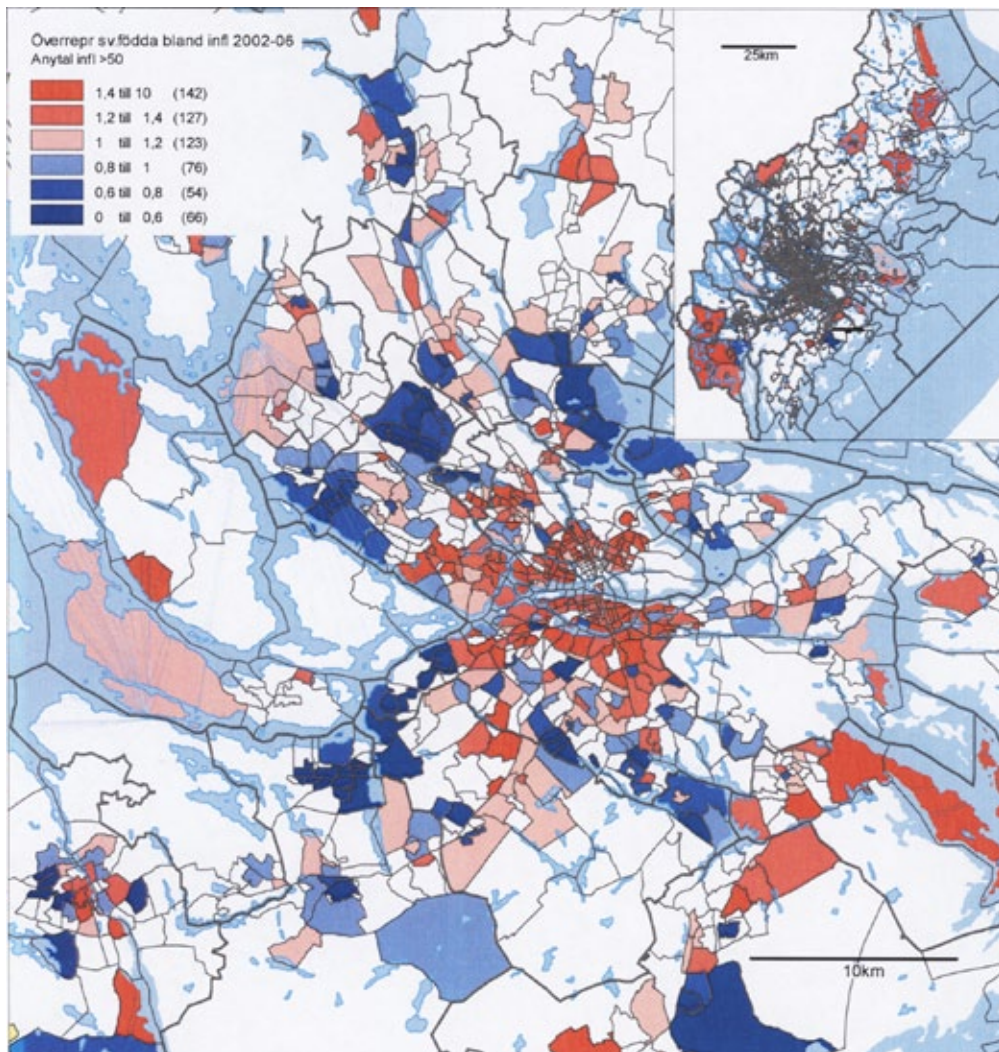 Överrepr sv.födda bland infl 2002-06
Anytal infl >50
1,4 till 10 (142)
1,2 till 1,4 (127)
1 till 1,2 (123)
0,8 till 1 (76)
0,6 till 0,8 (54)
0 till 0,6 (66)
25km
10km